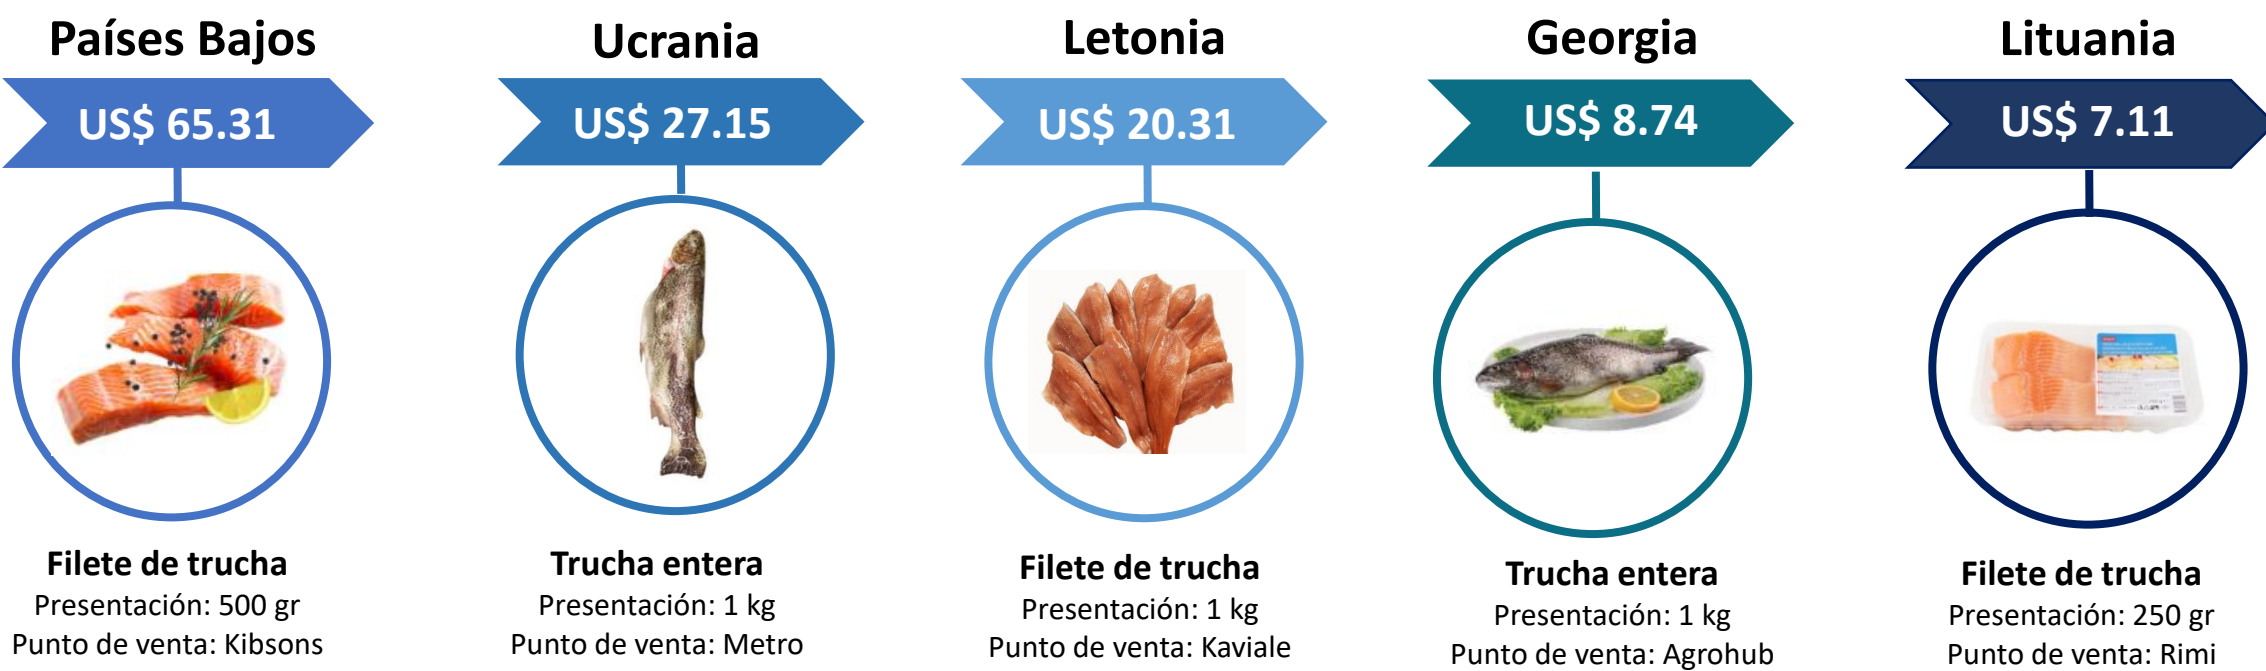 Países Bajos
US$ 65.31
Filete de trucha
Presentación: 500 gr
Punto de venta: Kibsons
Ucrania
US$ 27.15
Trucha entera
Presentación: 1 kg
Punto de venta: Metro
Letonia
US$ 20.31
Filete de trucha
Presentación: 1 kg
Punto de venta: Kaviale
Georgia
US$ 8.74
Trucha entera
Presentación: 1 kg
Punto de venta: Agrohub
Lituania
US$ 7.11
Filete de trucha
Presentación: 250 gr
Punto de venta: Rimi